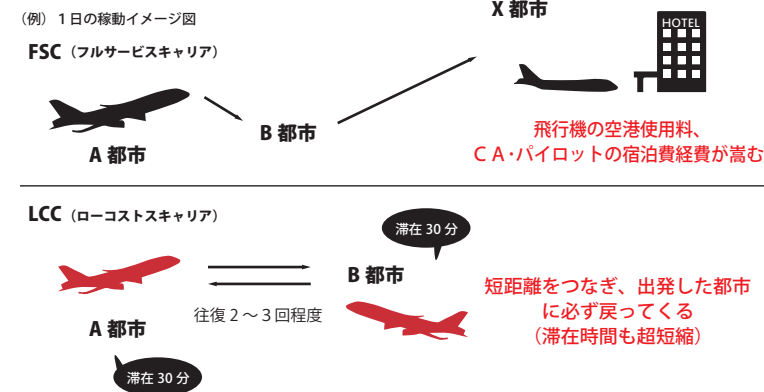 （例）１日の稼動イメージ図
FSC（フルサービスキャリア）
A 都市
B 都市
X 都市
HOTEL
飛行機の空港使用料、
ＣＡ・パイロットの宿泊費経費が嵩む
LCC（ローコストスキャリア）
A 都市
滞在 30 分
往復２～３回程度
滞在 30 分
B 都市
短距離をつなぎ、出発した都市
に必ず戻ってくる
（滞在時間も超短縮）